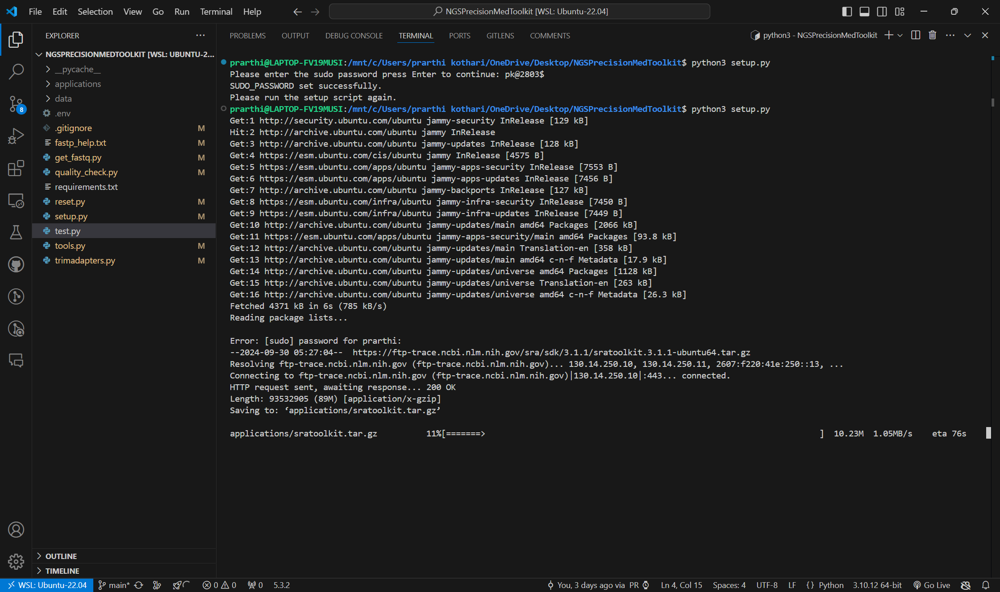 File Edit Selection View Go Run Terminal Help
NGSPrecisionMedToolkit [WSL: Ubuntu-22.04]
EXPLORER
NGSPRECISIONMEDTOOLKIT [WSL: UBUNTU-2...
__pycache__
applications
data
.env
.gitignore M
fastp_help.txt M
get_fastq.py M
quality_check.py M
requirements.txt
reset.py M
setup.py M
test.py
tools.py M
trimadapters.py M
OUTLINE
TIMELINE
8
PROBLEMS OUTPUT DEBUG CONSOLE TERMINAL PORTS GITLENS COMMENTS
python3 - NGSPrecisionMedToolkit
prarthi@LAPTOP-FV19MUSI:/mnt/c/Users/prarthi kothari/OneDrive/Desktop/NGSPrecisionMedToolkit$ python3 setup.py
Please enter the sudo password press Enter to continue: pk@2803$
SUDO_PASSWORD set successfully.
Please run the setup script again.
prarthi@LAPTOP-FV19MUSI:/mnt/c/Users/prarthi kothari/OneDrive/Desktop/NGSPrecisionMedToolkit$ python3 setup.py
Get:1 http://security.ubuntu.com/ubuntu jammy-security InRelease [129 kB]
Hit:2 http://archive.ubuntu.com/ubuntu jammy InRelease
Get:3 http://archive.ubuntu.com/ubuntu jammy-updates InRelease [128 kB]
Get:4 https://esm.ubuntu.com/cis/ubuntu jammy InRelease [4575 B]
Get:5 https://esm.ubuntu.com/apps/ubuntu jammy-apps-security InRelease [7553 B]
Get:6 https://esm.ubuntu.com/apps/ubuntu jammy-apps-updates InRelease [7456 B]
Get:7 http://archive.ubuntu.com/ubuntu jammy-backports InRelease [127 kB]
Get:8 https://esm.ubuntu.com/infra/ubuntu jammy-infra-security InRelease [7450 B]
Get:9 https://esm.ubuntu.com/infra/ubuntu jammy-infra-updates InRelease [7449 B]
Get:10 http://archive.ubuntu.com/ubuntu jammy-updates/main amd64 Packages [2066 kB]
Get:11 https://esm.ubuntu.com/apps/ubuntu jammy-apps-security/main amd64 Packages [93.8 kB]
Get:12 http://archive.ubuntu.com/ubuntu jammy-updates/main Translation-en [358 kB]
Get:13 http://archive.ubuntu.com/ubuntu jammy-updates/main amd64 c-n-f Metadata [17.9 kB]
Get:14 http://archive.ubuntu.com/ubuntu jammy-updates/universe amd64 Packages [1128 kB]
Get:15 http://archive.ubuntu.com/ubuntu jammy-updates/universe Translation-en [263 kB]
Get:16 http://archive.ubuntu.com/ubuntu jammy-updates/universe amd64 c-n-f Metadata [26.3 kB]
Fetched 4371 kB in 6s (785 kB/s)
Reading package lists...
Error: [sudo] password for prarthi:
--2024-09-30 05:27:04--  https://ftp-trace.ncbi.nlm.nih.gov/sra/sdk/3.1.1/sratoolkit.3.1.1-ubuntu64.tar.gz
Resolving ftp-trace.ncbi.nlm.nih.gov (ftp-trace.ncbi.nlm.nih.gov)... 130.14.250.10, 130.14.250.11, 2607:f220:41e:250::13, ...
Connecting to ftp-trace.ncbi.nlm.nih.gov (ftp-trace.ncbi.nlm.nih.gov)|130.14.250.10|:443... connected.
HTTP request sent, awaiting response... 200 OK
Length: 93532905 (89M) [application/x-gzip]
Saving to: ‘applications/sratoolkit.tar.gz’
applications/sratoolkit.tar.gz 11%[=======> ] 10.23M 1.05MB/s eta 76s
WSL: Ubuntu-22.04 main* 0 0 0 5.3.2 You, 3 days ago via PR Ln 4, Col 15 Spaces: 4 UTF-8 LF {} Python 3.10.12 64-bit Go Live